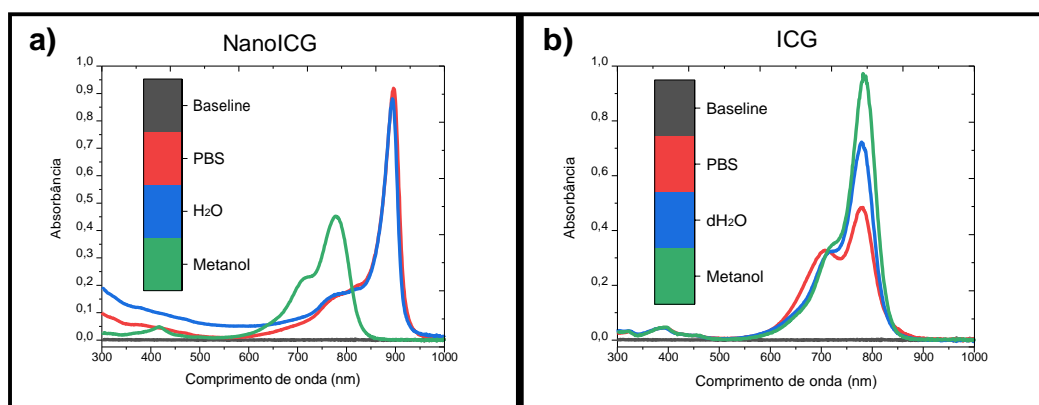 a)
NanoICG
1,0
0,9
0,8
0,7
0,6
0,5
0,4
0,3
0,2
0,1
0,0
Absorbância
Baseline
PBS
H2O
Metanol
300 400 500 600 700 800 900 1000
Comprimento de onda (nm)
b)
ICG
1,0
0,8
0,6
0,4
0,2
0,0
Absorbância
Baseline
PBS
dH2O
Metanol
300 400 500 600 700 800 900 1000
Comprimento de onda (nm)